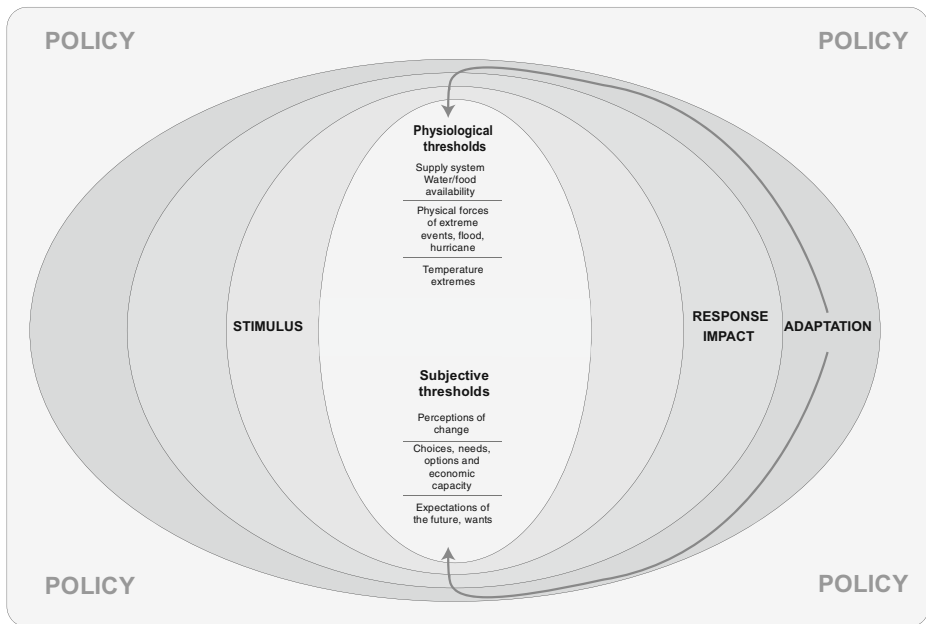 POLICY
POLICY
Physiological
thresholds
Supply system
Water/food
availability
Physical forces
of extreme
events, flood,
hurricane
Temperature
extremes
STIMULUS
RESPONSE
IMPACT
ADAPTATION
Subjective
thresholds
Perceptions of
change
Choices, needs,
options and
economic
capacity
Expectations of
the future, wants
POLICY
POLICY